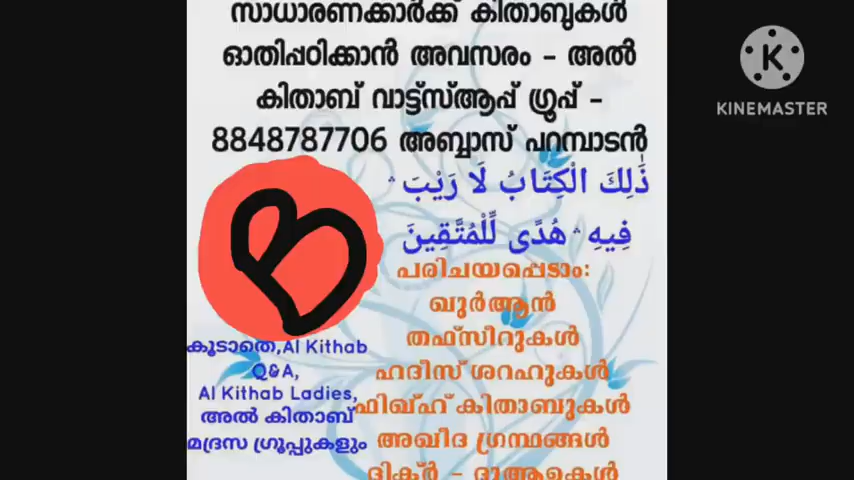 സാധാരണക്കാർക്ക് കിതാബുകൾ
ഓതിപ്പഠിക്കാൻ അവസരം - അൽ
കിതാബ് വാട്ട്സ്ആപ്പ് ഗ്രൂപ്പ് -
8848787706 അബ്ബാസ് പറമ്പാടൻ
ذَٰلِكَ الْكِتَابُ لَا رَيْبَ ۛ
فِيهِ ۛ هُدًى لِّلْمُتَّقِينَ
പരിചയപ്പെടാം:
ഖുർആൻ
തഫ്സീറുകൾ
ഹദീസ് ശറഹുകൾ
ഫിഖ്ഹ് കിതാബുകൾ
അഖീദ ഗ്രന്ഥങ്ങൾ
ദിക്ർ - ദുആളകൾ
B
കൂടാതെ,Al Kithab
Q&A,
Al Kithab Ladies,
അൽ കിതാബ്
മദ്രസ ഗ്രൂപ്പുകളും
K
KINEMASTER